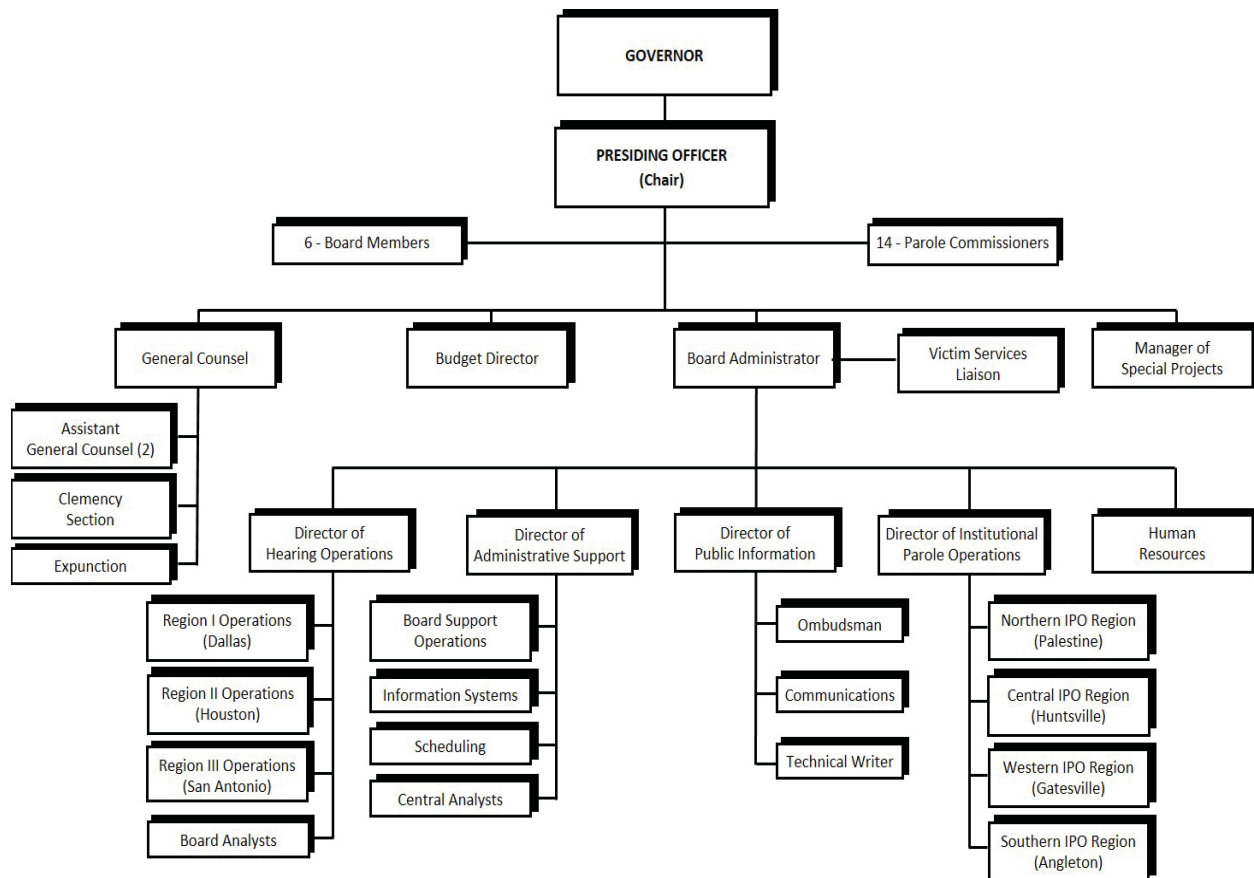 GOVERNOR
PRESIDING OFFICER
(Chair)
6 - Board Members
14 - Parole Commissioners
General Counsel
Budget Director
Board Administrator
Victim Services
Liaison
Manager of
Special Projects
Assistant
General Counsel (2)
Clemency
Section
Expunction
Director of
Hearing Operations
Director of
Administrative Support
Director of
Public Information
Director of Institutional
Parole Operations
Human
Resources
Region I Operations
(Dallas)
Region II Operations
(Houston)
Region III Operations
(San Antonio)
Board Analysts
Board Support
Operations
Information Systems
Scheduling
Central Analysts
Ombudsman
Communications
Technical Writer
Northern IPO Region
(Palestine)
Central IPO Region
(Huntsville)
Western IPO Region
(Gatesville)
Southern IPO Region
(Angleton)